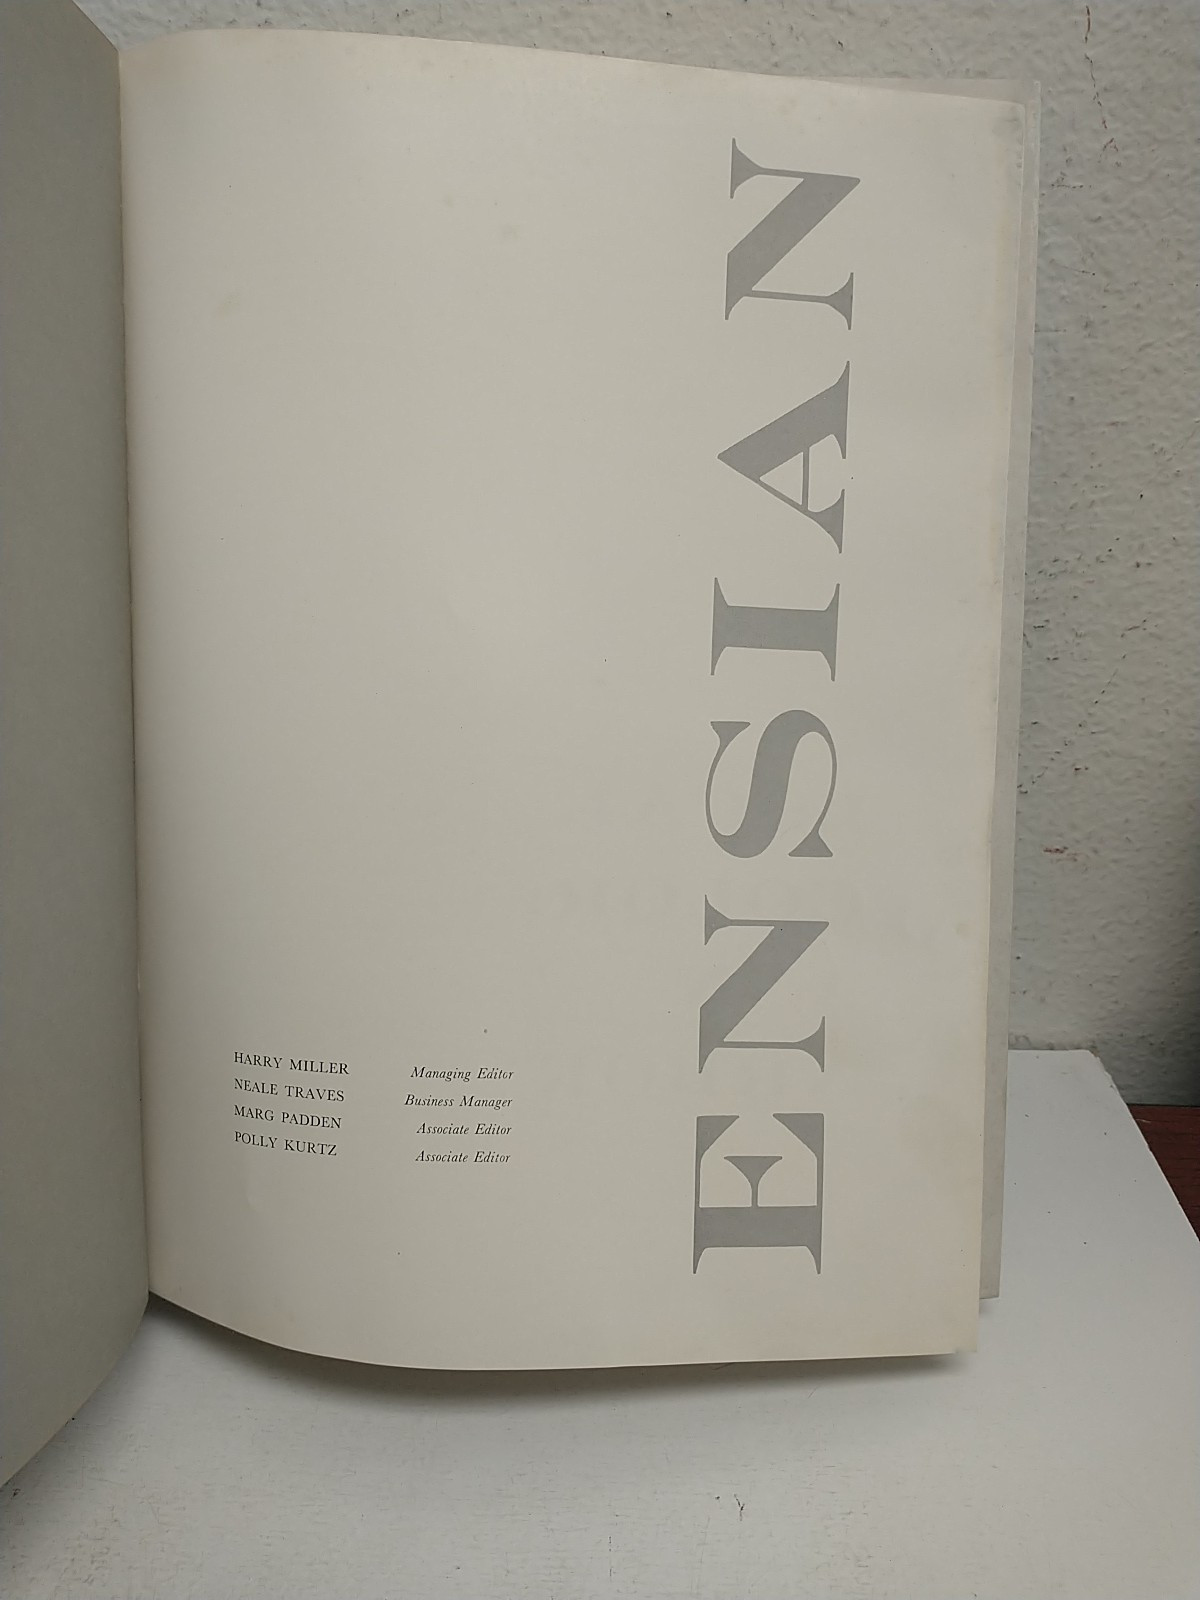 ENSIAN
HARRY MILLER Managing Editor
NEALE TRAVES Business Manager
MARG PADDEN Associate Editor
POLLY KURTZ Associate Editor